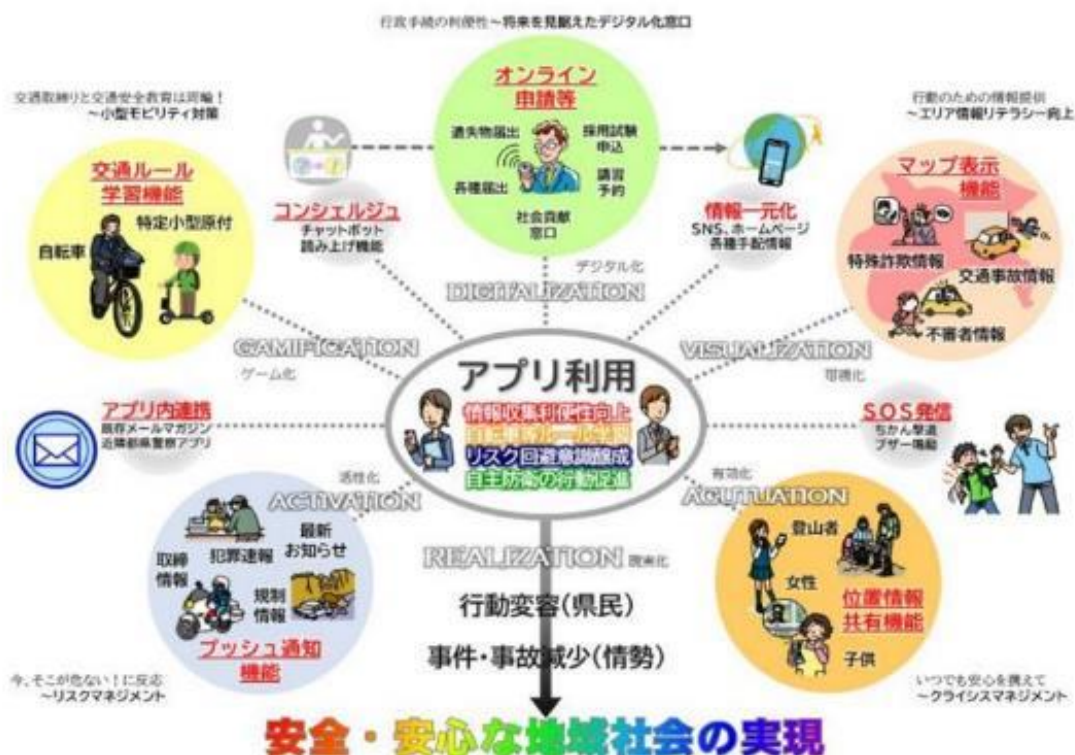 行政手続の利便性～将来を見据えたデジタル化窓口
オンライン
申請等
遺失物届出
採用試験
申込
各種届出
講習
予約
社会貢献
窓口
交通取締りと交通安全教育は両輪！
～小型モビリティ対策
交通ルール
学習機能
特定小型原付
自転車
コンシェルジュ
チャットボット
読み上げ機能
情報一元化
SNS、ホームページ
各種手配情報
行動のための情報提供
～エリア情報リテラシー向上
マップ表示
機能
特殊詐欺情報
交通事故情報
不審者情報
デジタル化
DIGITALIZATION
GAMIFICATION
ゲーム化
VISUALIZATION
可視化
アプリ利用
情報収集利便性向上
リスク回避意識醸成
自主防衛の行動促進
アプリ内連携
既存メールマガジン
近隣都県警察アプリ
SOS発信
ちかん撃退
ブザー鳴動
活性化
ACTIVATION
有効化
ACUTUATION
取締
情報
犯罪速報
最新
お知らせ
規制
情報
プッシュ通知
機能
REALIZATION 現実化
行動変容(県民)
事件・事故減少(情勢)
登山者
女性
位置情報
共有機能
子供
今、そこが危ない！に反応
～リスクマネジメント
いつでも安心を携えて
～クライシスマネジメント
安全・安心な地域社会の実現